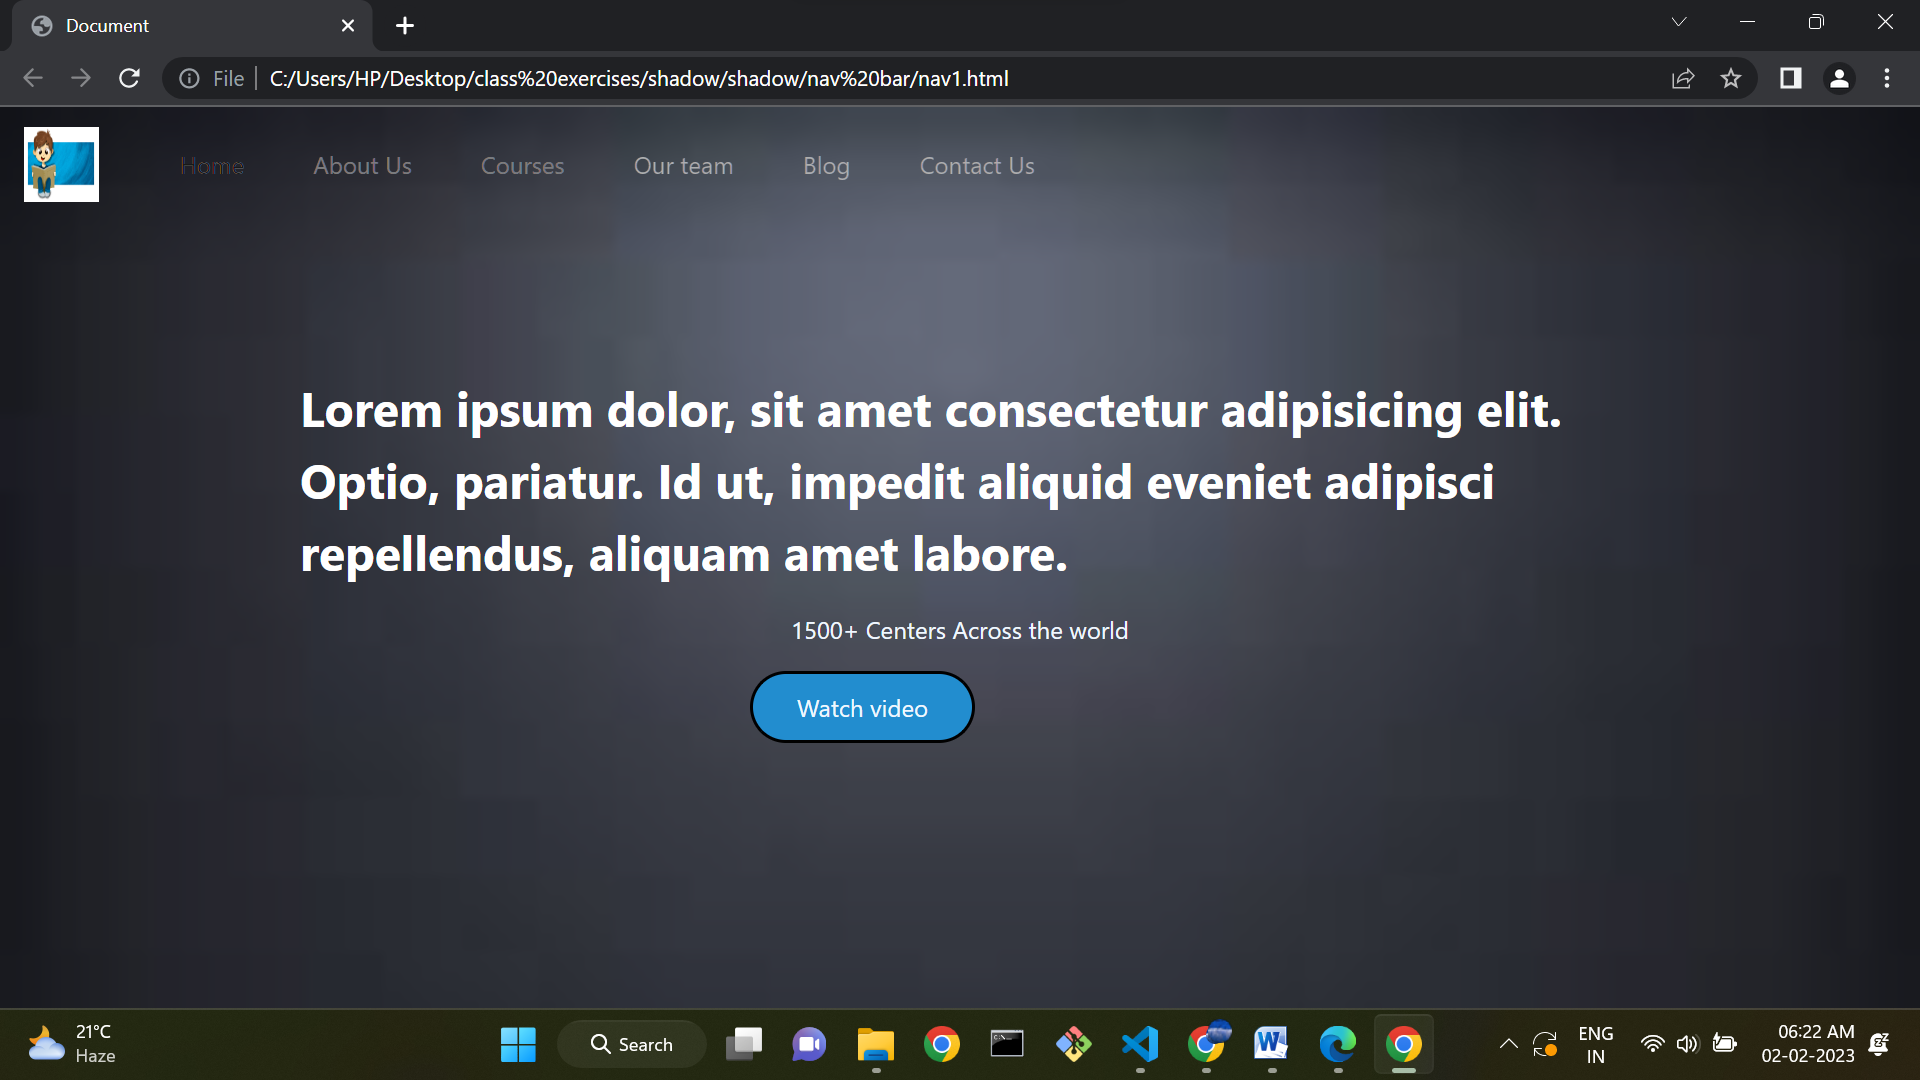 Document
File
C:/Users/HP/Desktop/class%20exercises/shadow/shadow/nav%20bar/nav1.html
Home About Us Courses Our team Blog Contact Us
Lorem ipsum dolor, sit amet consectetur adipisicing elit.
Optio, pariatur. Id ut, impedit aliquid eveniet adipisci
repellendus, aliquam amet labore.
1500+ Centers Across the world
Watch video
21°C
Haze
Search
ENG
IN
06:22 AM
02-02-2023